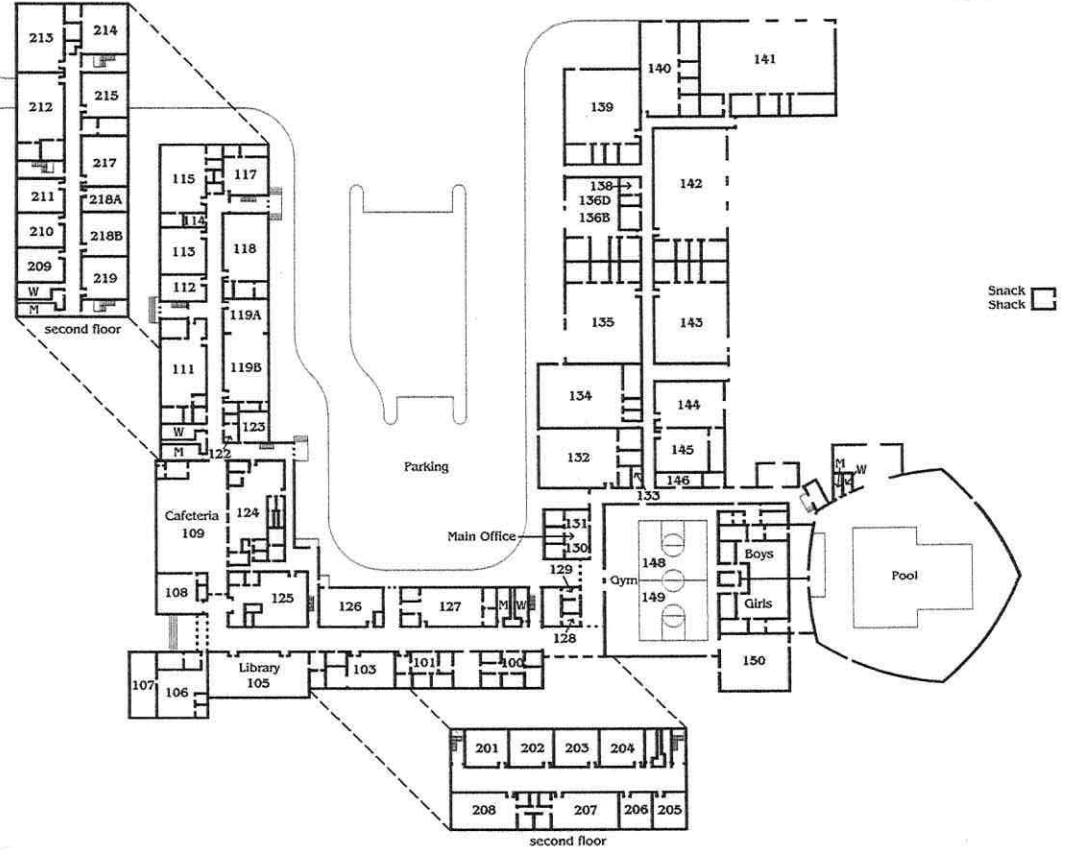 213
214
212
215
217
211
218A
210
218B
209
219
W
M
second floor
115
117
114
113
118
112
119A
111
119B
123
W
M
122
Cafeteria
109
124
108
125
126
127
M
W
129
128
Main Office
131
130
Parking
107
106
Library
105
103
101
100
201
202
203
204
208
207
206
205
second floor
140
141
139
138
136D
136B
142
135
143
134
144
132
145
146
133
Gym
148
149
Boys
Girls
150
M
W
Pool
Snack
Shack